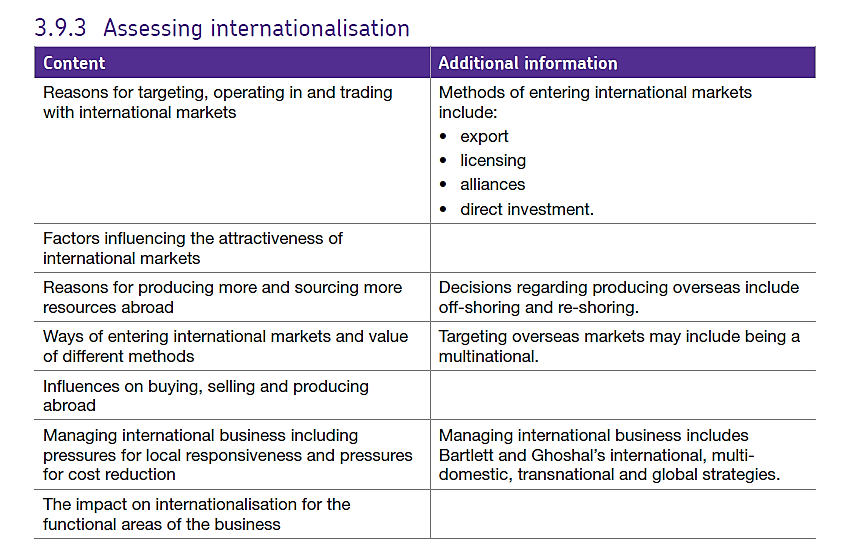 3.9.3 Assessing internationalisation
Content
Additional information
Reasons for targeting, operating in and trading
with international markets
Methods of entering international markets
include:
• export
• licensing
• alliances
• direct investment.
Factors influencing the attractiveness of
international markets
Reasons for producing more and sourcing more
resources abroad
Decisions regarding producing overseas include
off-shoring and re-shoring.
Ways of entering international markets and value
of different methods
Targeting overseas markets may include being a
multinational.
Influences on buying, selling and producing
abroad
Managing international business including
pressures for local responsiveness and pressures
for cost reduction
Managing international business includes
Bartlett and Ghoshal’s international, multi-
domestic, transnational and global strategies.
The impact on internationalisation for the
functional areas of the business